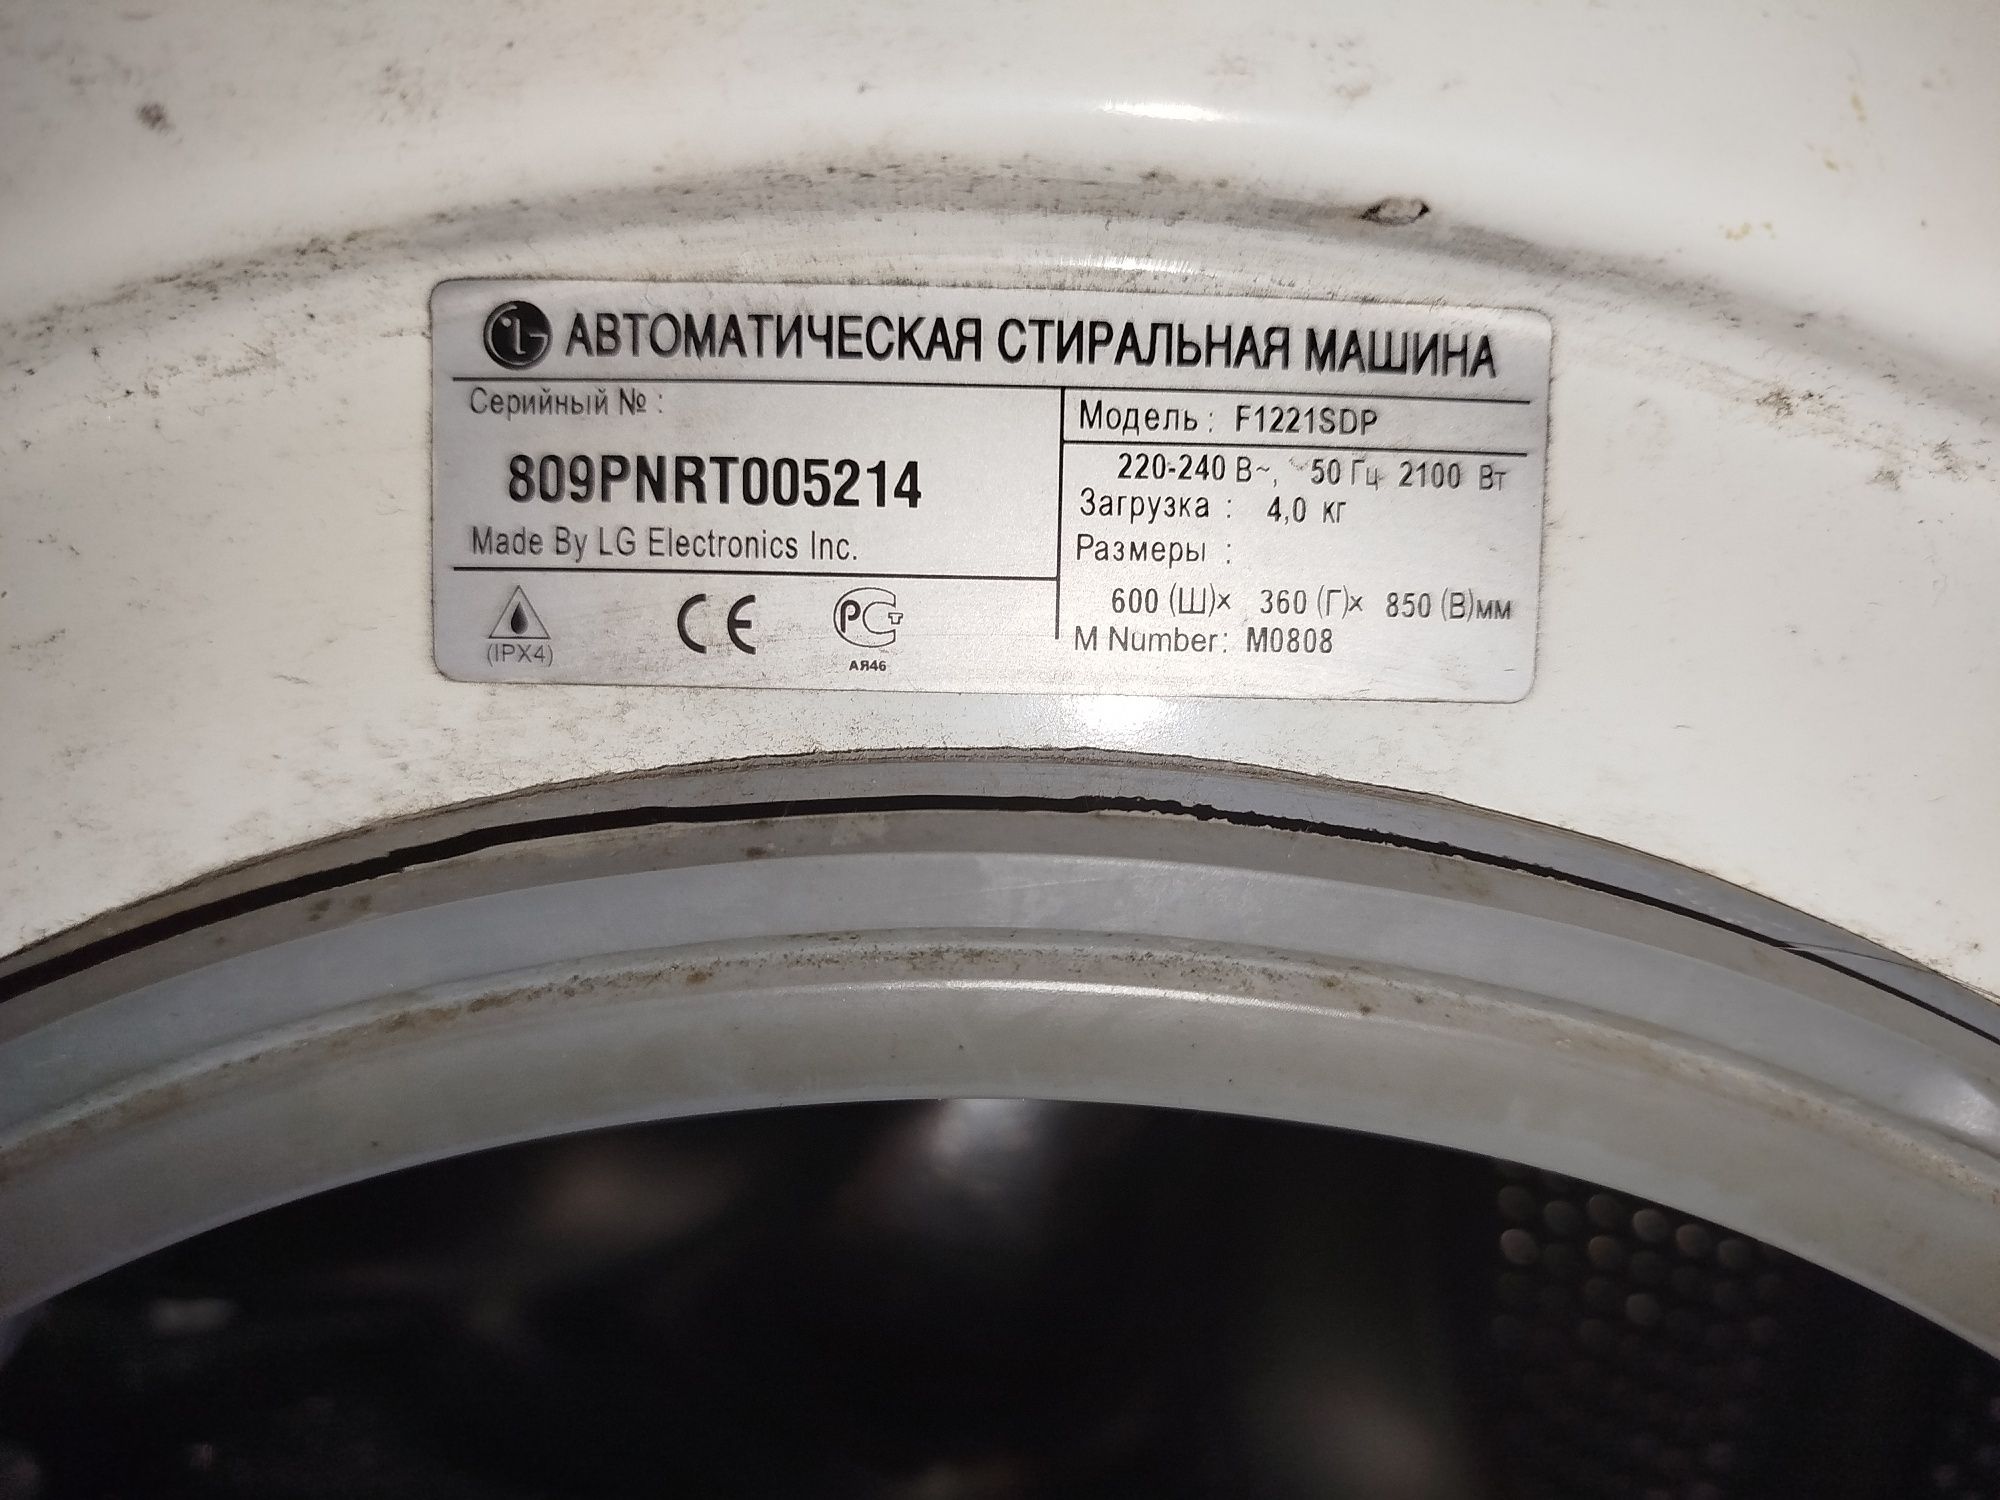 LG АВТОМАТИЧЕСКАЯ СТИРАЛЬНАЯ МАШИНА
Серийный № :
809PNRT005214
Made By LG Electronics Inc.
(IPX4)
CE
РСТ
АЯ46
Модель : F1221SDP
220-240 В~, 50 Гц 2100 Вт
Загрузка : 4,0 кг
Размеры :
600 (Ш)x 360 (Г)x 850 (В)мм
M Number: M0808